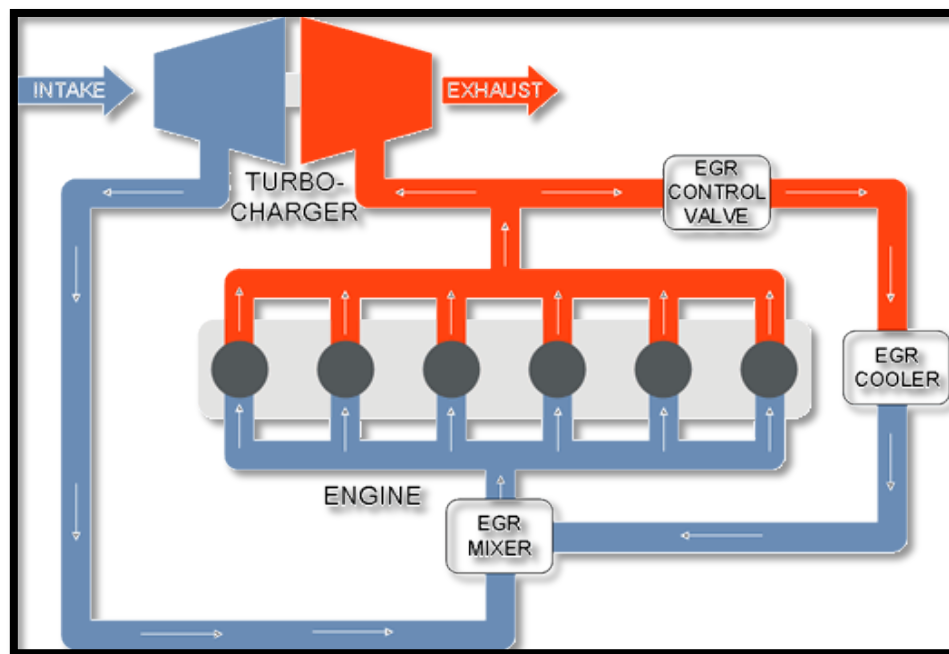 INTAKE
EXHAUST
TURBO-
CHARGER
EGR
CONTROL
VALVE
EGR
COOLER
ENGINE
EGR
MIXER